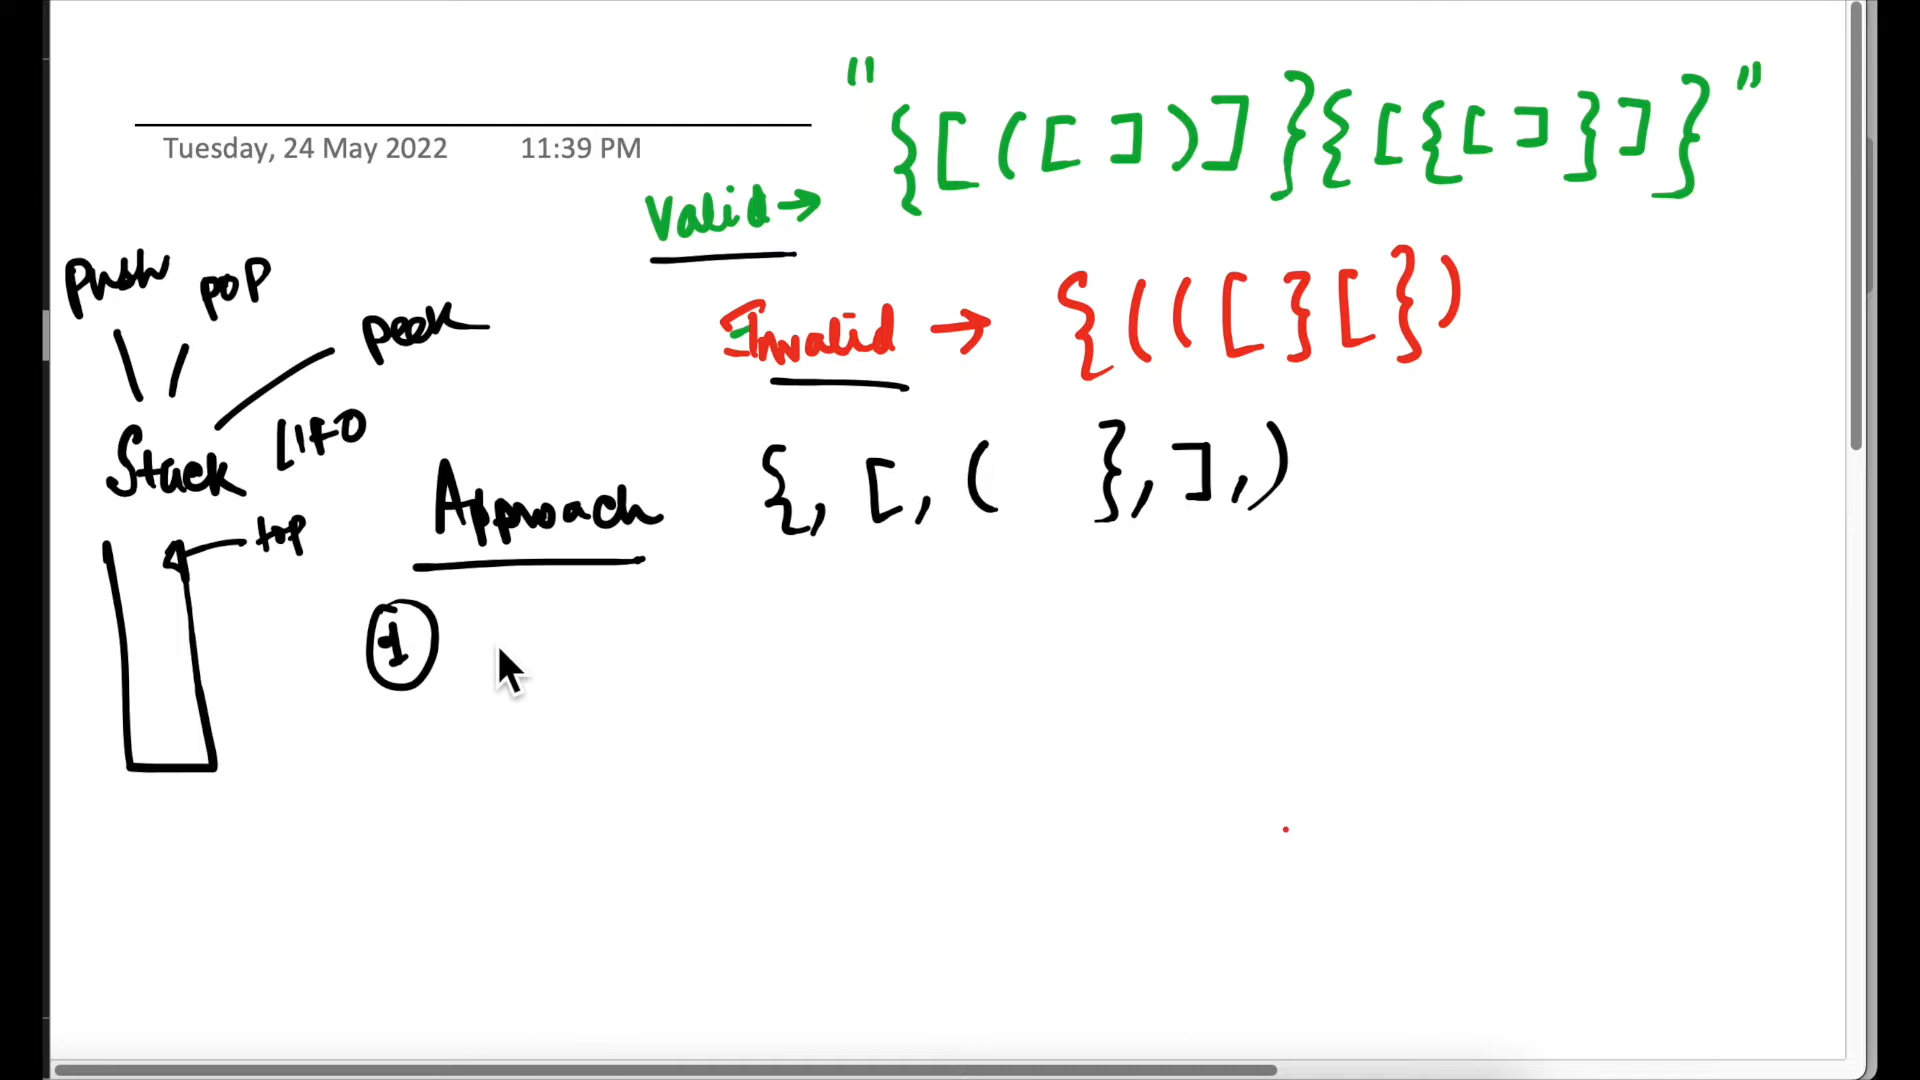 "{[([])]}{[{[]}]}"
Tuesday, 24 May 2022 11:39 PM
Valid →
Push
pop
peek
Invalid → {(([}[})
Stack
LIFO
Approach
{, [, ( }, ], )
top
1